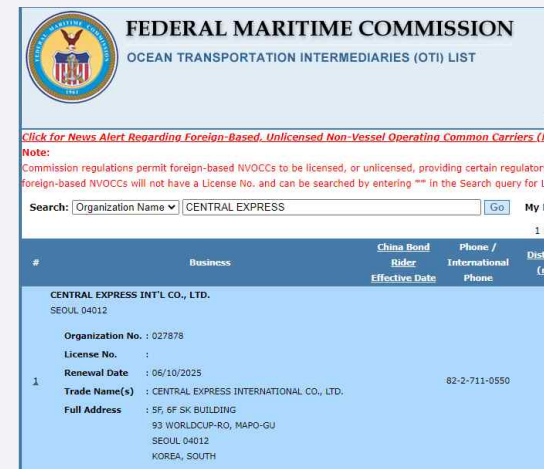 FEDERAL MARITIME COMMISSION
OCEAN TRANSPORTATION INTERMEDIARIES (OTI) LIST
Click for News Alert Regarding Foreign-Based, Unlicensed Non-Vessel Operating Common Carriers (
Note:
Commission regulations permit foreign-based NVOCCs to be licensed, or unlicensed, providing certain regulator
foreign-based NVOCCs will not have a License No. and can be searched by entering "*" in the Search query for L
Search: Organization Name CENTRAL EXPRESS Go My
1
# Business China Bond Rider Effective Date Phone / International Phone Dist
CENTRAL EXPRESS INT'L CO., LTD.
SEOUL 04012
Organization No. : 027878
License No. :
Renewal Date : 06/10/2025
1 82-2-711-0550
Trade Name(s) : CENTRAL EXPRESS INTERNATIONAL CO., LTD.
Full Address : 5F, 6F SK BUILDING
93 WORLDCUP-RO, MAPO-GU
SEOUL 04012
KOREA, SOUTH